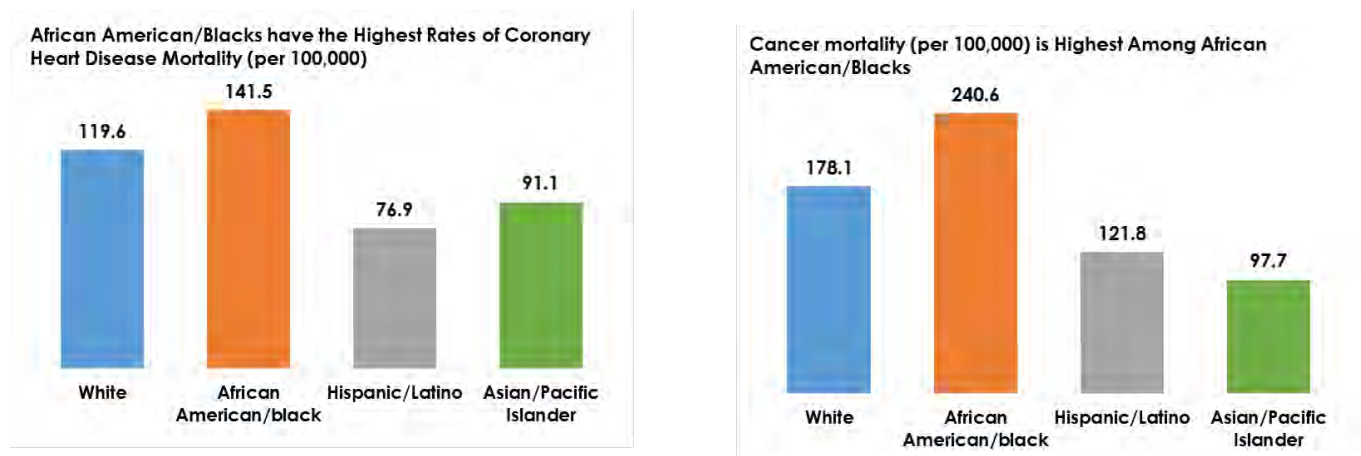 African American/Blacks have the Highest Rates of Coronary
Heart Disease Mortality (per 100,000)
141.5
119.6
91.1
76.9
White
African
American/black
Hispanic/Latino
Asian/Pacific
Islander
Cancer mortality (per 100,000) is Highest Among African
American/Blacks
240.6
178.1
121.8
97.7
White
African
American/black
Hispanic/Latino
Asian/Pacific
Islander